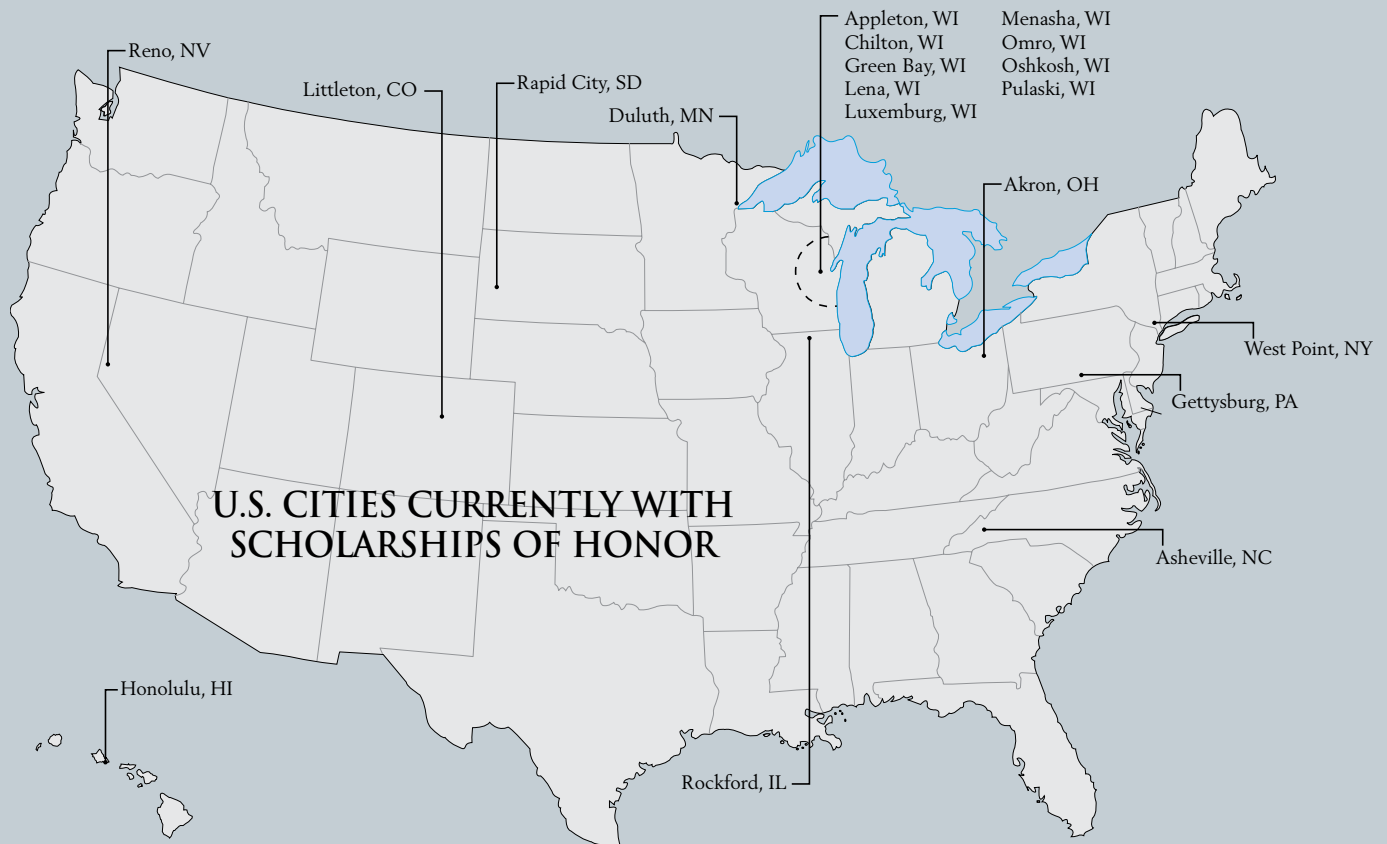 Appleton, WI
Chilton, WI
Green Bay, WI
Lena, WI
Luxemburg, WI
Menasha, WI
Omro, WI
Oshkosh, WI
Pulaski, WI
Reno, NV
Littleton, CO
Rapid City, SD
Duluth, MN
Akron, OH
West Point, NY
Gettysburg, PA
U.S. CITIES CURRENTLY WITH
SCHOLARSHIPS OF HONOR
Asheville, NC
Honolulu, HI
Rockford, IL